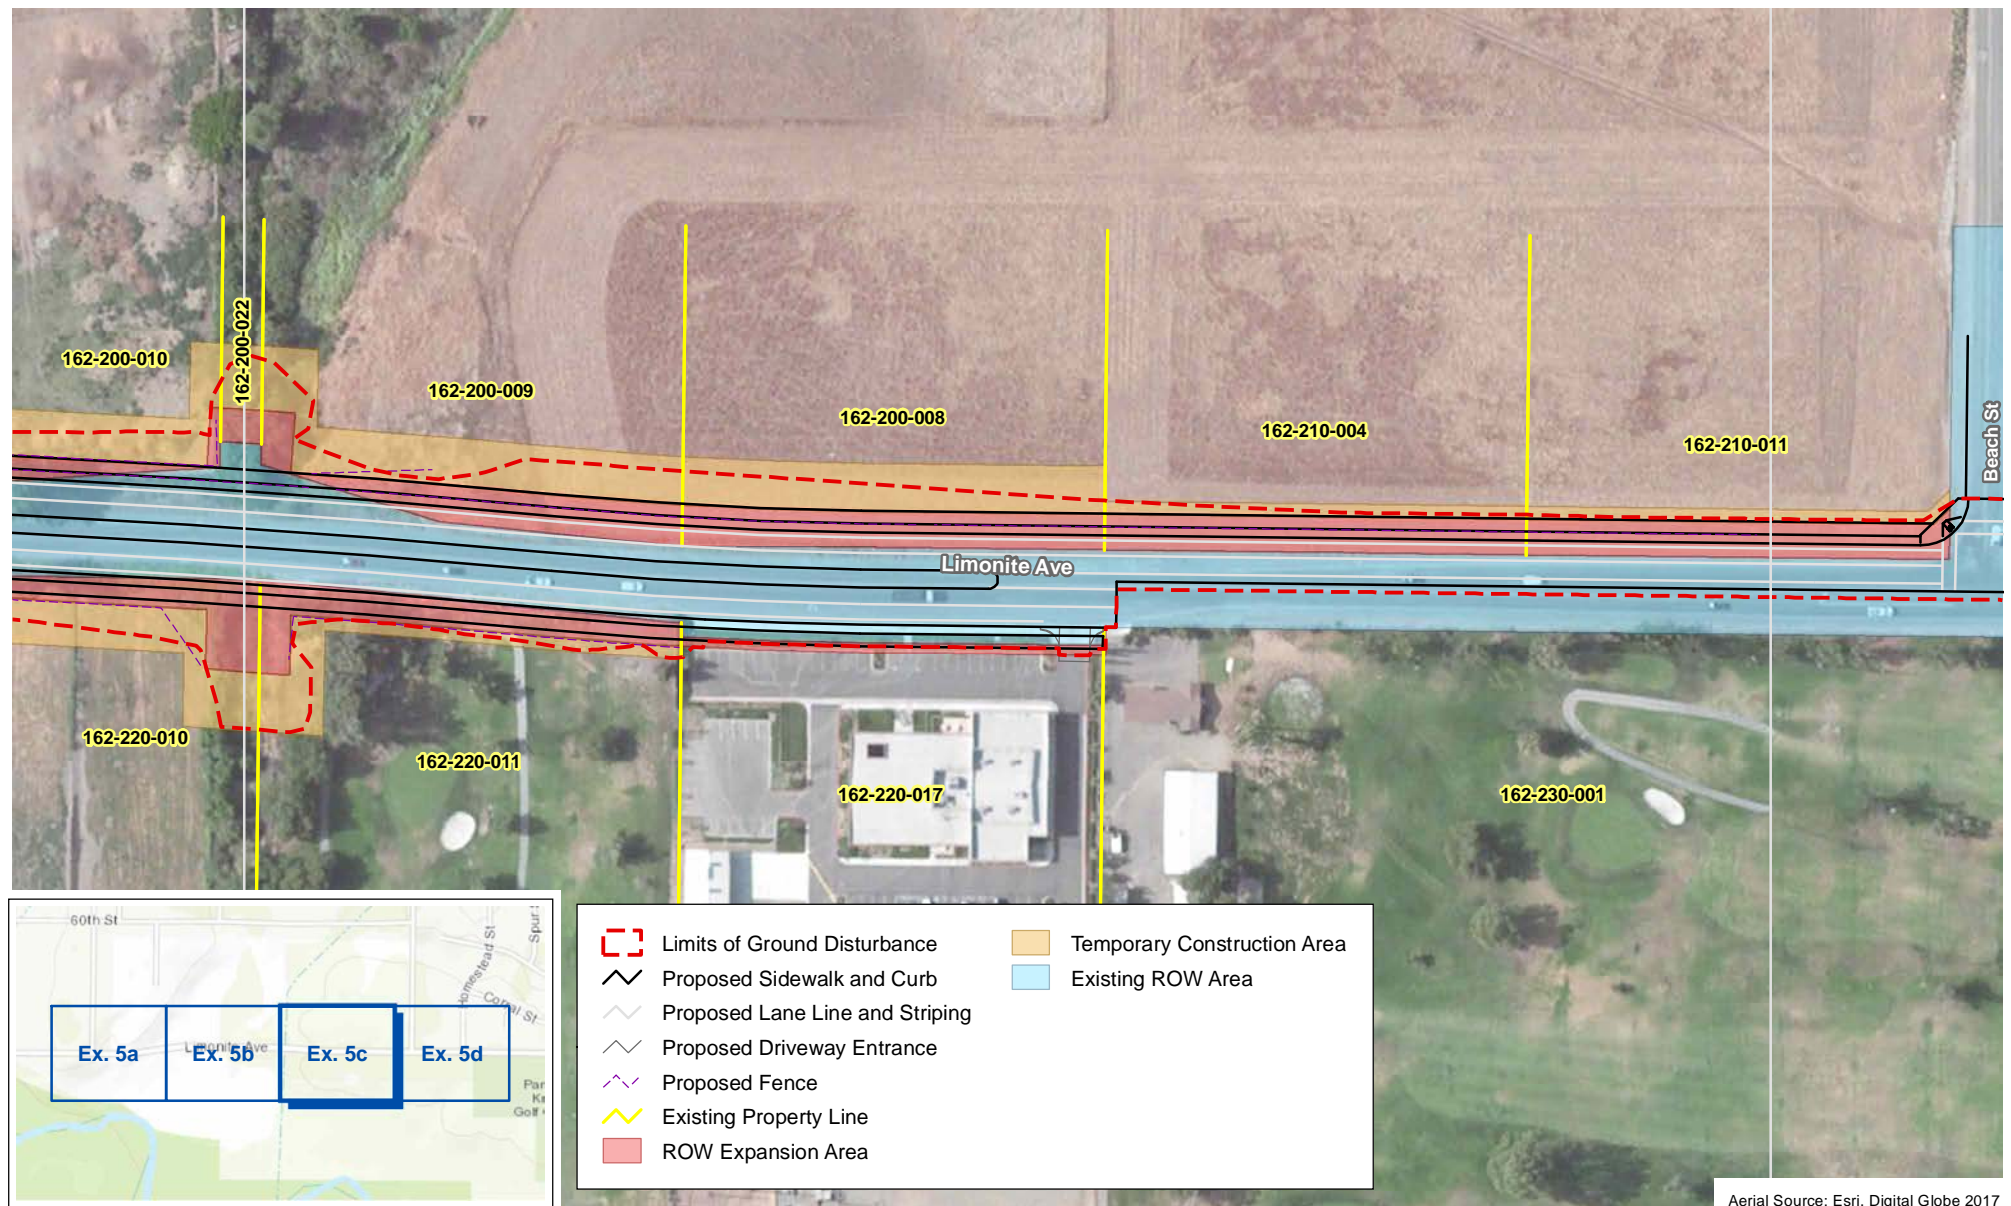 162-200-022
162-200-010
162-200-009
162-200-008
162-210-004
162-210-011
Beach St
Limonite Ave
162-220-010
162-220-011
162-220-017
162-230-001
60th St
Homestead St
Corral St
Limonite Ave
Ex. 5a
Ex. 5b
Ex. 5c
Ex. 5d
Golf
Limits of Ground Disturbance
Proposed Sidewalk and Curb
Proposed Lane Line and Striping
Proposed Driveway Entrance
Proposed Fence
Existing Property Line
ROW Expansion Area
Temporary Construction Area
Existing ROW Area
Aerial Source: Esri, Digital Globe 2017